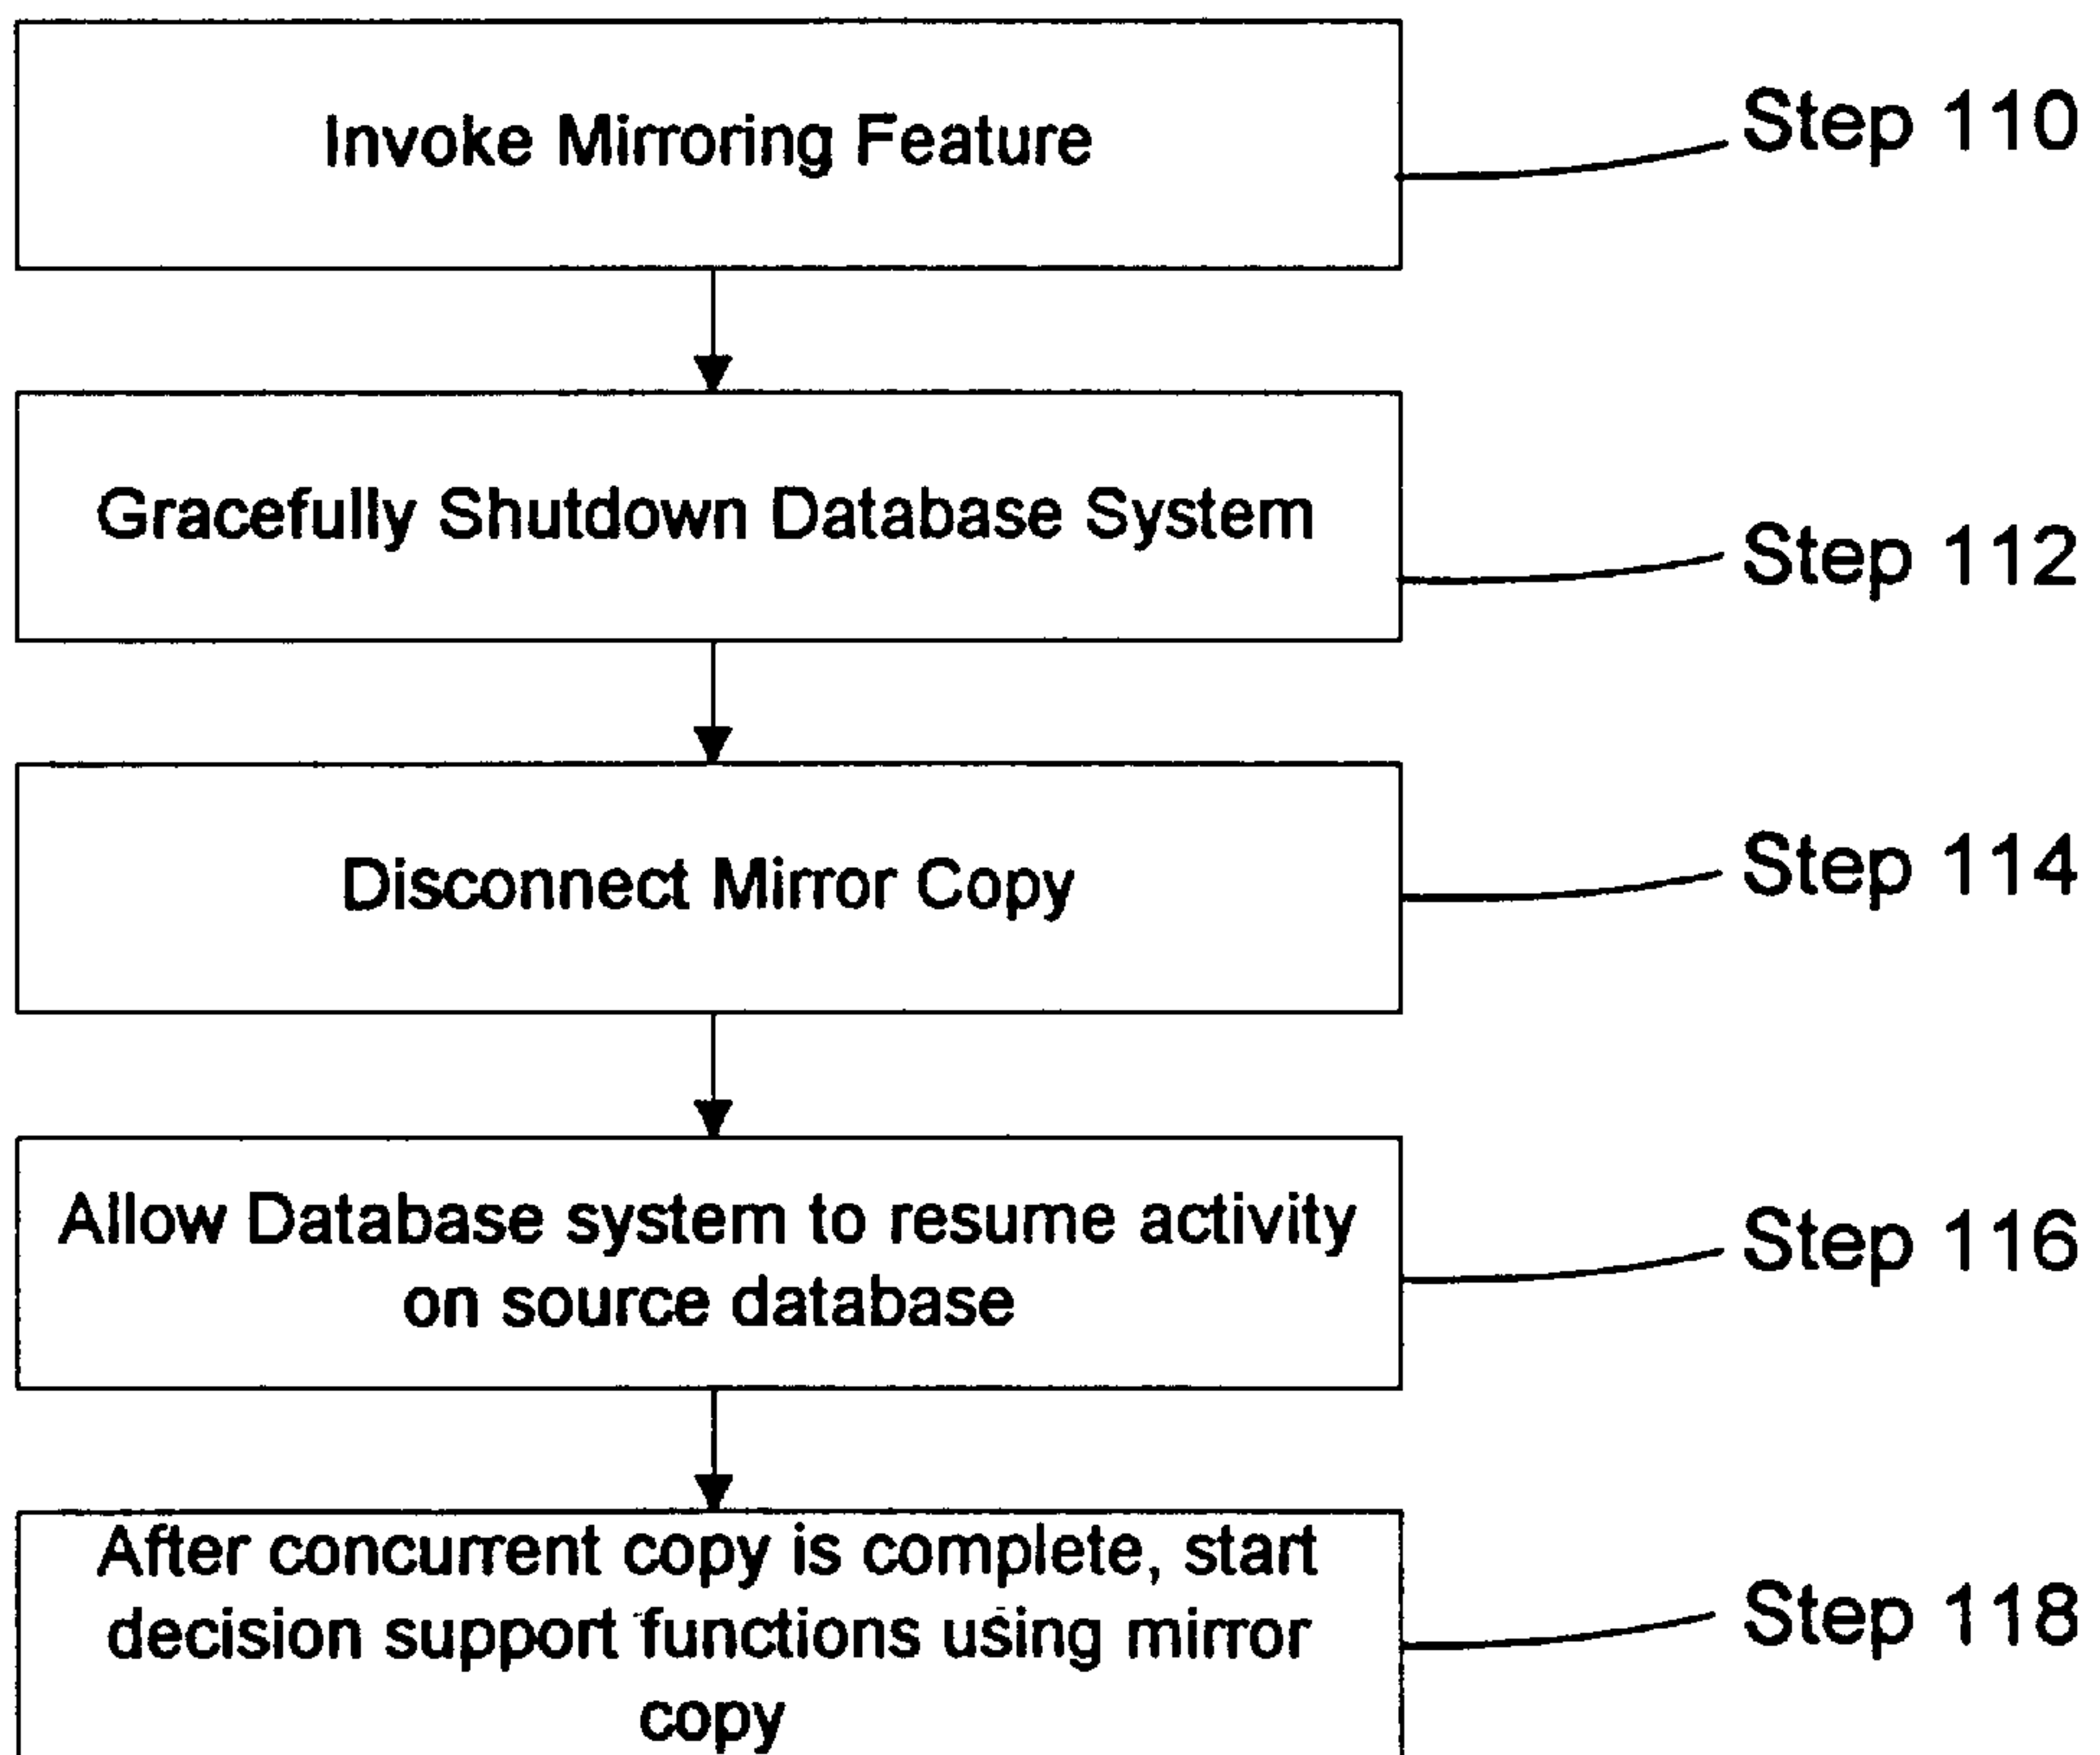 Invoke Mirroring Feature
Step 110
Gracefully Shutdown Database System
Step 112
Disconnect Mirror Copy
Step 114
Allow Database system to resume activity
on source database
Step 116
After concurrent copy is complete, start
decision support functions using mirror
copy
Step 118